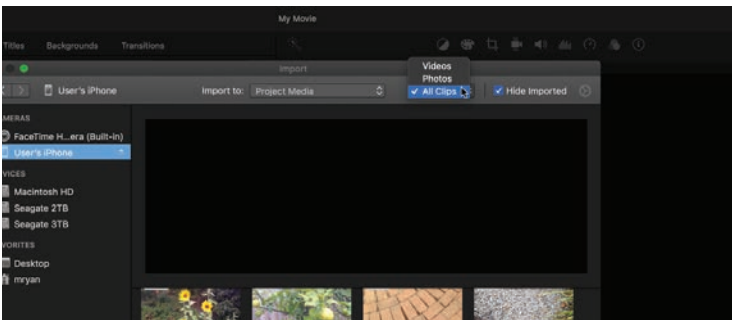 My Movie
Titles Backgrounds Transitions
Import
User's iPhone Import to: Project Media
Videos
Photos
All Clips
Hide Imported
FaceTime H...era (Built-in)
User's iPhone
Macintosh HD
Seagate 2TB
Seagate 3TB
Desktop
mryan